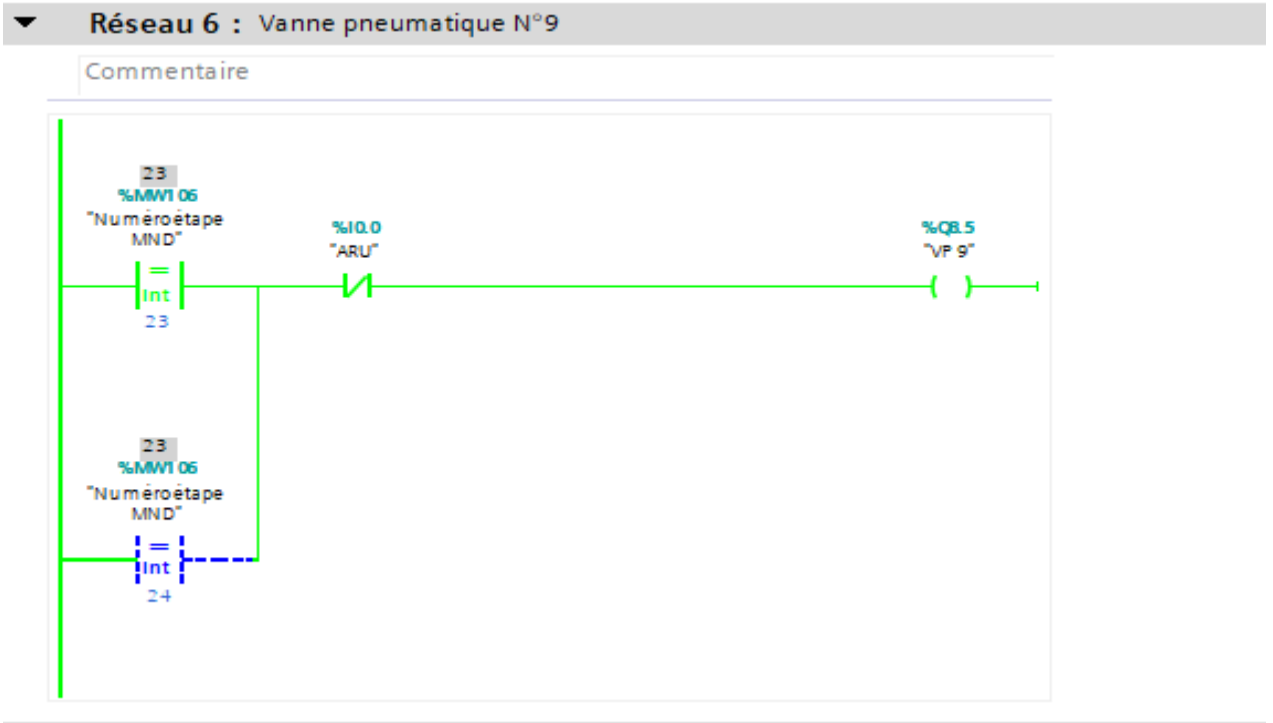 Réseau 6 : Vanne pneumatique N°9
Commentaire
23
%MW106
"Numéroétape
MND"
=
Int
23
%I0.0
"ARU"
%Q8.5
"VP 9"
23
%MW106
"Numéroétape
MND"
=
Int
24